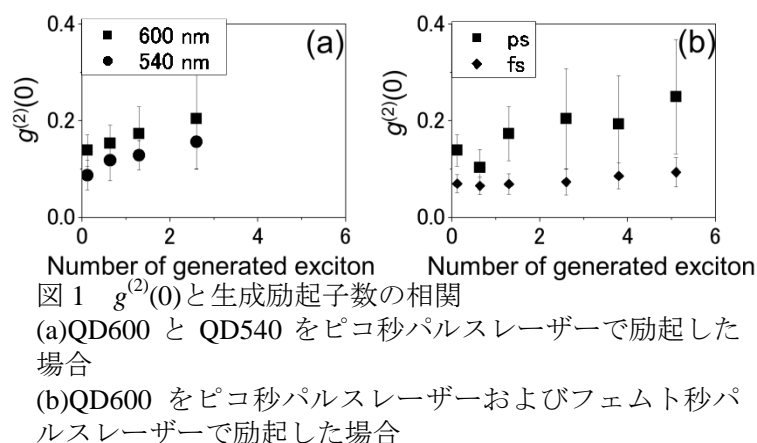 0.4
0.2
0.0
g(2)(0)
600 nm
540 nm
(a)
0 2 4 6
Number of generated exciton
0.4
0.2
0.0
g(2)(0)
ps
fs
(b)
0 2 4 6
Number of generated exciton
図 1 g(2)(0)と生成励起子数の相関
(a)QD600 と QD540 をピコ秒パルスレーザーで励起した
場合
(b)QD600 をピコ秒パルスレーザーおよびフェムト秒パ
ルスレーザーで励起した場合